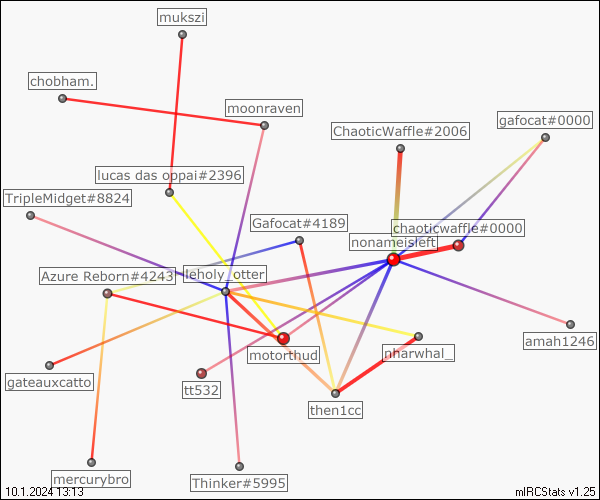 mukszi
chobham.
moonraven
gafocat#0000
ChaoticWaffle#2006
lucas das oppai#2396
TripleMidget#8824
Gafocat#4189
chaoticwaffle#0000
nonameisleft
Azure Reborn#4243
leholy_otter
amah1246
nharwhal_
motorthud
gateauxcatto
tt532
then1cc
mercurybro
Thinker#5995
10.1.2024 13:13
mIRCStats v1.25